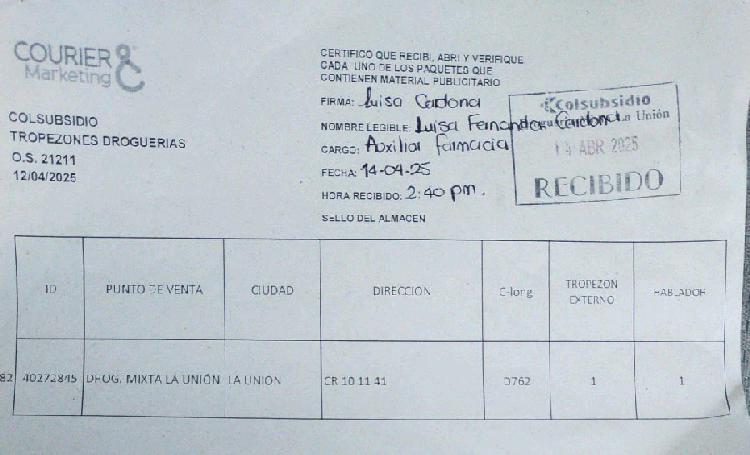 COURIER
Marketing
COLSUBSIDIO
TROPEZONES DROGUERIAS
O.S. 21211
12/04/2025
CERTIFICO QUE RECIBI, ABRI Y VERIFIQUE
CADA UNO DE LOS PAQUETES QUE
CONTIENEN MATERIAL PUBLICITARIO
FIRMA: Luisa Cardona
NOMBRE LEGIBLE: Luisa Fernanda Cardona
CARGO: Auxiliar Farmacia
FECHA: 14-04-25
HORA RECIBIDO: 2:40 pm.
SELLO DEL ALMACEN
Colsubsidio
La Unión
ABR 2025
RECIBIDO
ID PUNTO DE VENTA CIUDAD DIRECCION C-long TROPEZON EXTERNO HABLADOR
82 40272845 DROG. MIXTA LA UNION LA UNION CR 10 11 41 D762 1 1